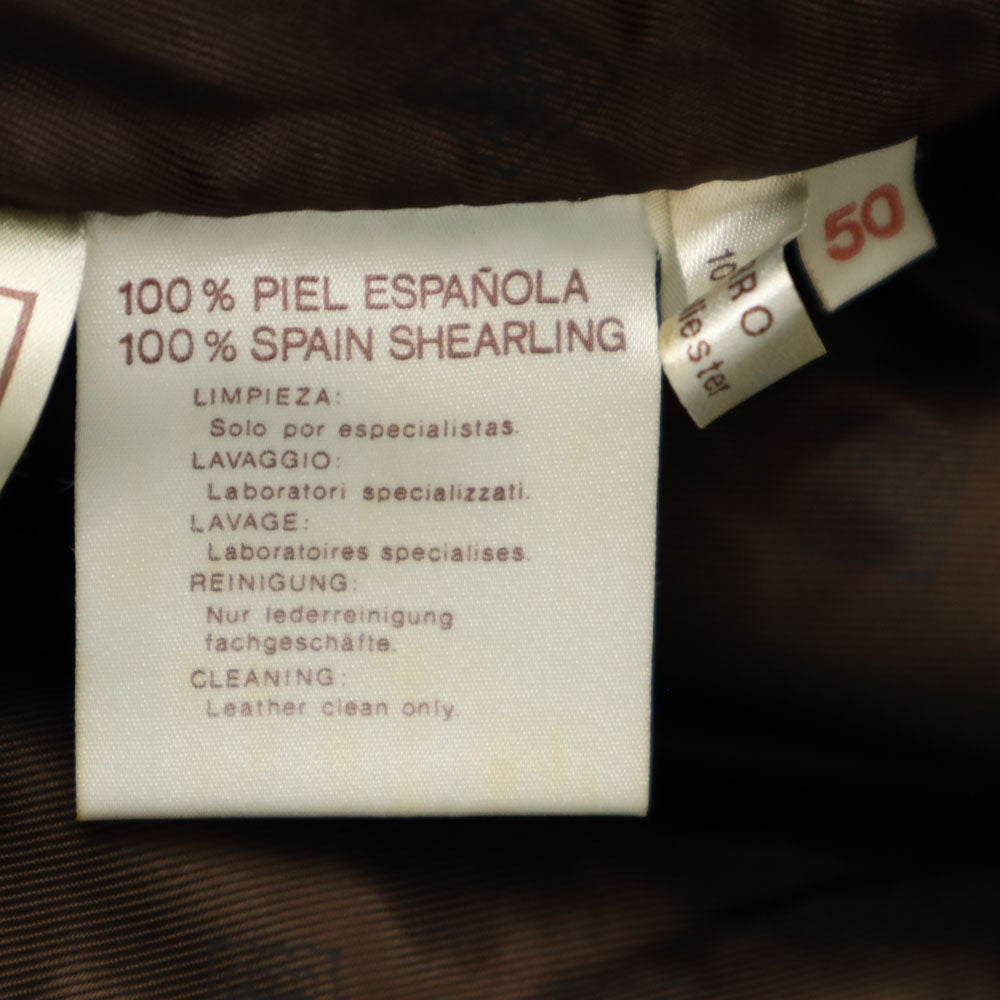 100% PIEL ESPAÑOLA
100% SPAIN SHEARLING
LIMPIEZA:
Solo por especialistas.
LAVAGGIO:
Laboratori specializzati.
LAVAGE:
Laboratoires specialises.
REINIGUNG:
Nur lederreinigung
fachgeschäfte.
CLEANING:
Leather clean only.
50